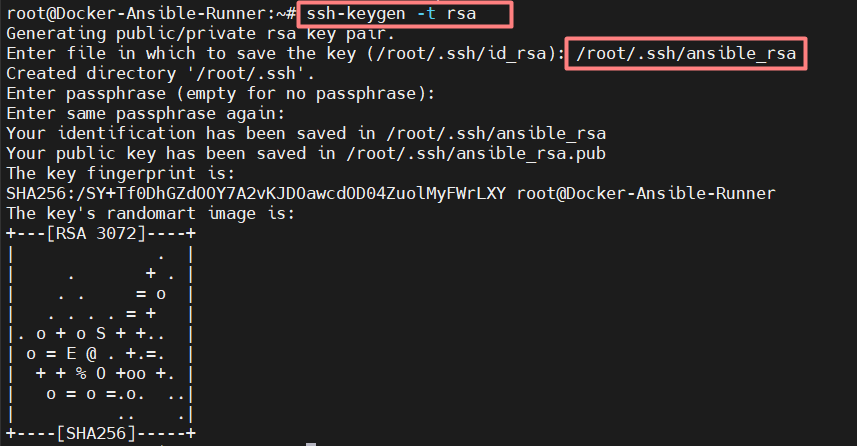 root@Docker-Ansible-Runner:~# ssh-keygen -t rsa
Generating public/private rsa key pair.
Enter file in which to save the key (/root/.ssh/id_rsa): /root/.ssh/ansible_rsa
Created directory '/root/.ssh'.
Enter passphrase (empty for no passphrase):
Enter same passphrase again:
Your identification has been saved in /root/.ssh/ansible_rsa
Your public key has been saved in /root/.ssh/ansible_rsa.pub
The key fingerprint is:
SHA256:/SY+Tf0DhGZdOOY7A2vKJDOawcdOD04ZuolMyFWrLXY root@Docker-Ansible-Runner
The key's randomart image is:
+---[RSA 3072]----+
|              .  |
|     .     + . |
|    . .     = o  |
|   . . . . = +   |
|. o + o S + +..  |
| o = E @ . +.=.  |
|  + + % O +oo +. |
|   o = o =.o.  ..|
|          ..    .|
+----[SHA256]-----+